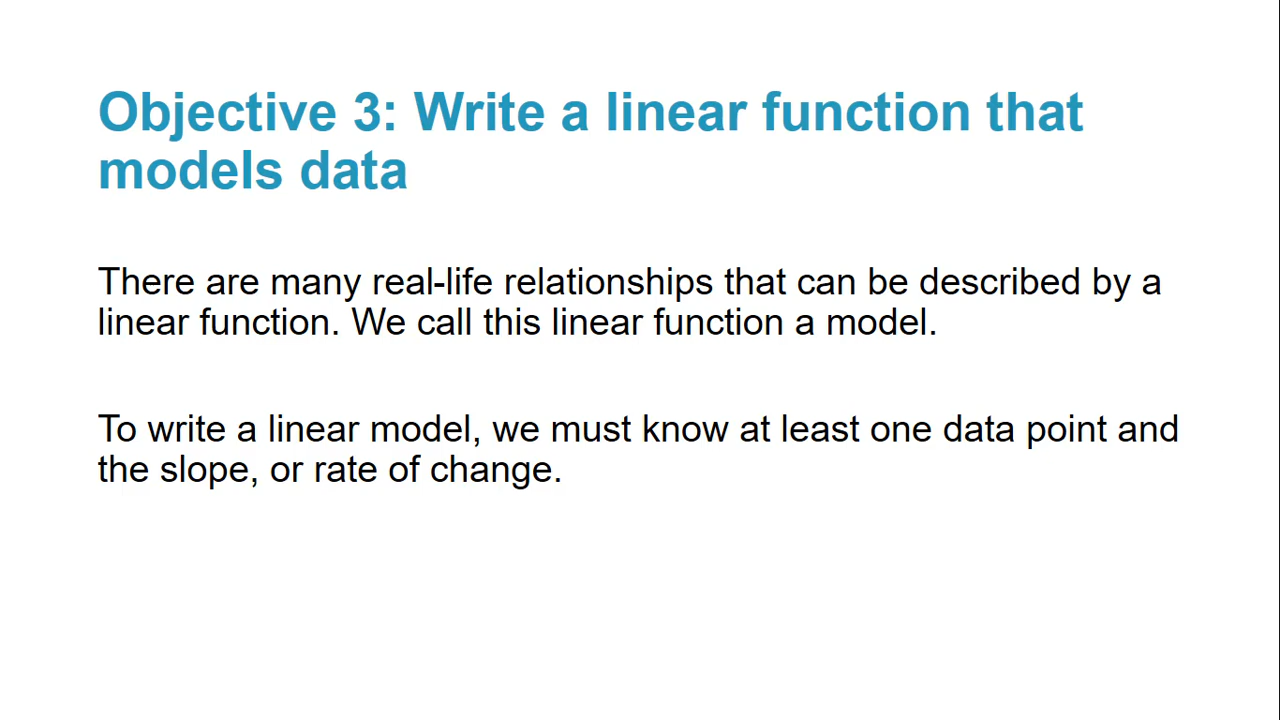 Objective 3: Write a linear function that
models data
There are many real-life relationships that can be described by a
linear function. We call this linear function a model.
To write a linear model, we must know at least one data point and
the slope, or rate of change.